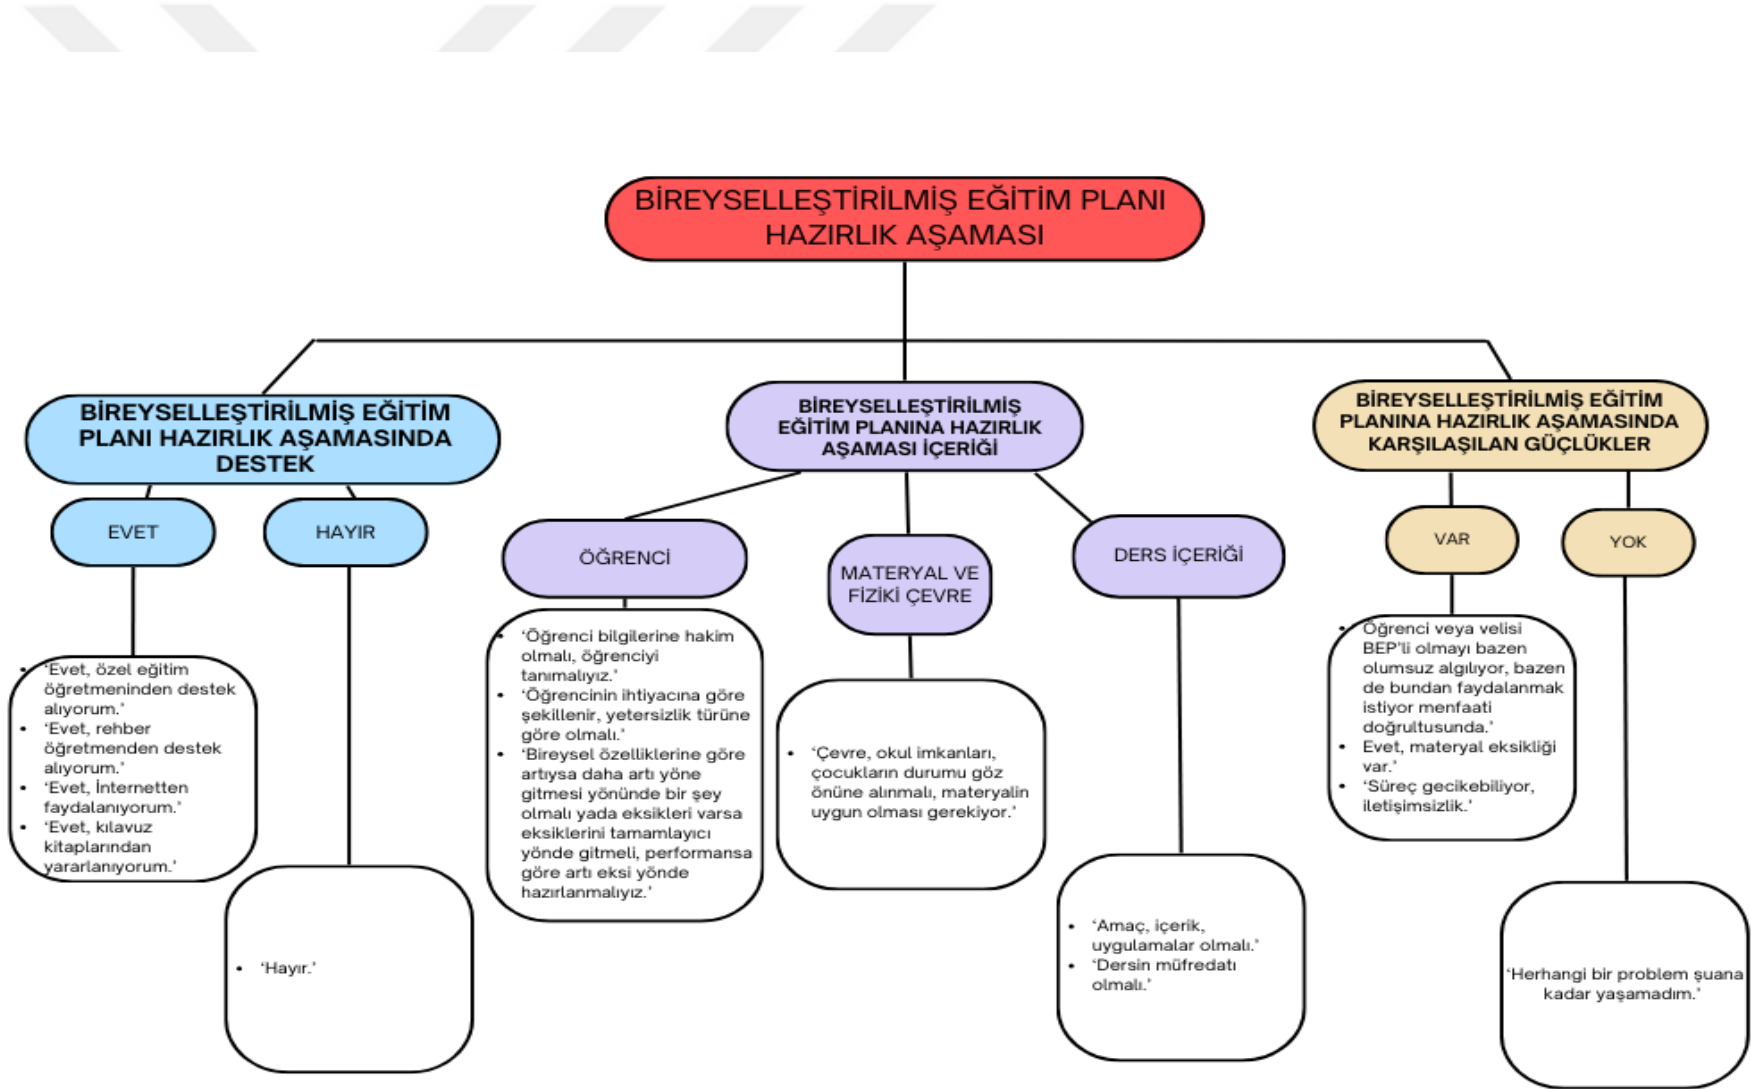 BİREYSELLEŞTİRİLMİŞ EĞİTİM PLANI
HAZIRLIK AŞAMASI
BİREYSELLEŞTİRİLMİŞ EĞİTİM
PLANI HAZIRLIK AŞAMASINDA
DESTEK
EVET
HAYIR
• ‘Evet, özel eğitim
öğretmeninden destek
alıyorum.’
• ‘Evet, rehber
öğretmenden destek
alıyorum.’
• ‘Evet, İnternetten
faydalanıyorum.’
• ‘Evet, kılavuz
kitaplarından
yararlanıyorum.’
• ‘Hayır.’
BİREYSELLEŞTİRİLMİŞ
EĞİTİM PLANINA HAZIRLIK
AŞAMASI İÇERİĞİ
ÖĞRENCİ
MATERYAL VE
FİZİKİ ÇEVRE
DERS İÇERİĞİ
• ‘Öğrenci bilgilerine hakim
olmalı, öğrenciyi
tanımalıyız.’
• ‘Öğrencinin ihtiyacına göre
şekillenir, yetersizlik türüne
göre olmalı.’
• ‘Bireysel özelliklerine göre
artıysa daha artı yöne
gitmesi yönünde bir şey
olmalı yada eksikleri varsa
eksiklerini tamamlayıcı
yönde gitmeli, performansa
göre artı eksi yönde
hazırlanmalıyız.’
• ‘Çevre, okul imkanları,
çocukların durumu göz
önüne alınmalı, materyalin
uygun olması gerekiyor.’
• ‘Amaç, içerik,
uygulamalar olmalı.’
• ‘Dersin müfredatı
olmalı.’
BİREYSELLEŞTİRİLMİŞ EĞİTİM
PLANINA HAZIRLIK AŞAMASINDA
KARŞILAŞILAN GÜÇLÜKLER
VAR
YOK
• Öğrenci veya velisi
BEP'li olmayı bazen
olumsuz algılıyor, bazen
de bundan faydalanmak
istiyor menfaati
doğrultusunda.’
• Evet, materyal eksikliği
var.’
• ‘Süreç gecikebiliyor,
iletişimsizlik.’
‘Herhangi bir problem şuana
kadar yaşamadım.’